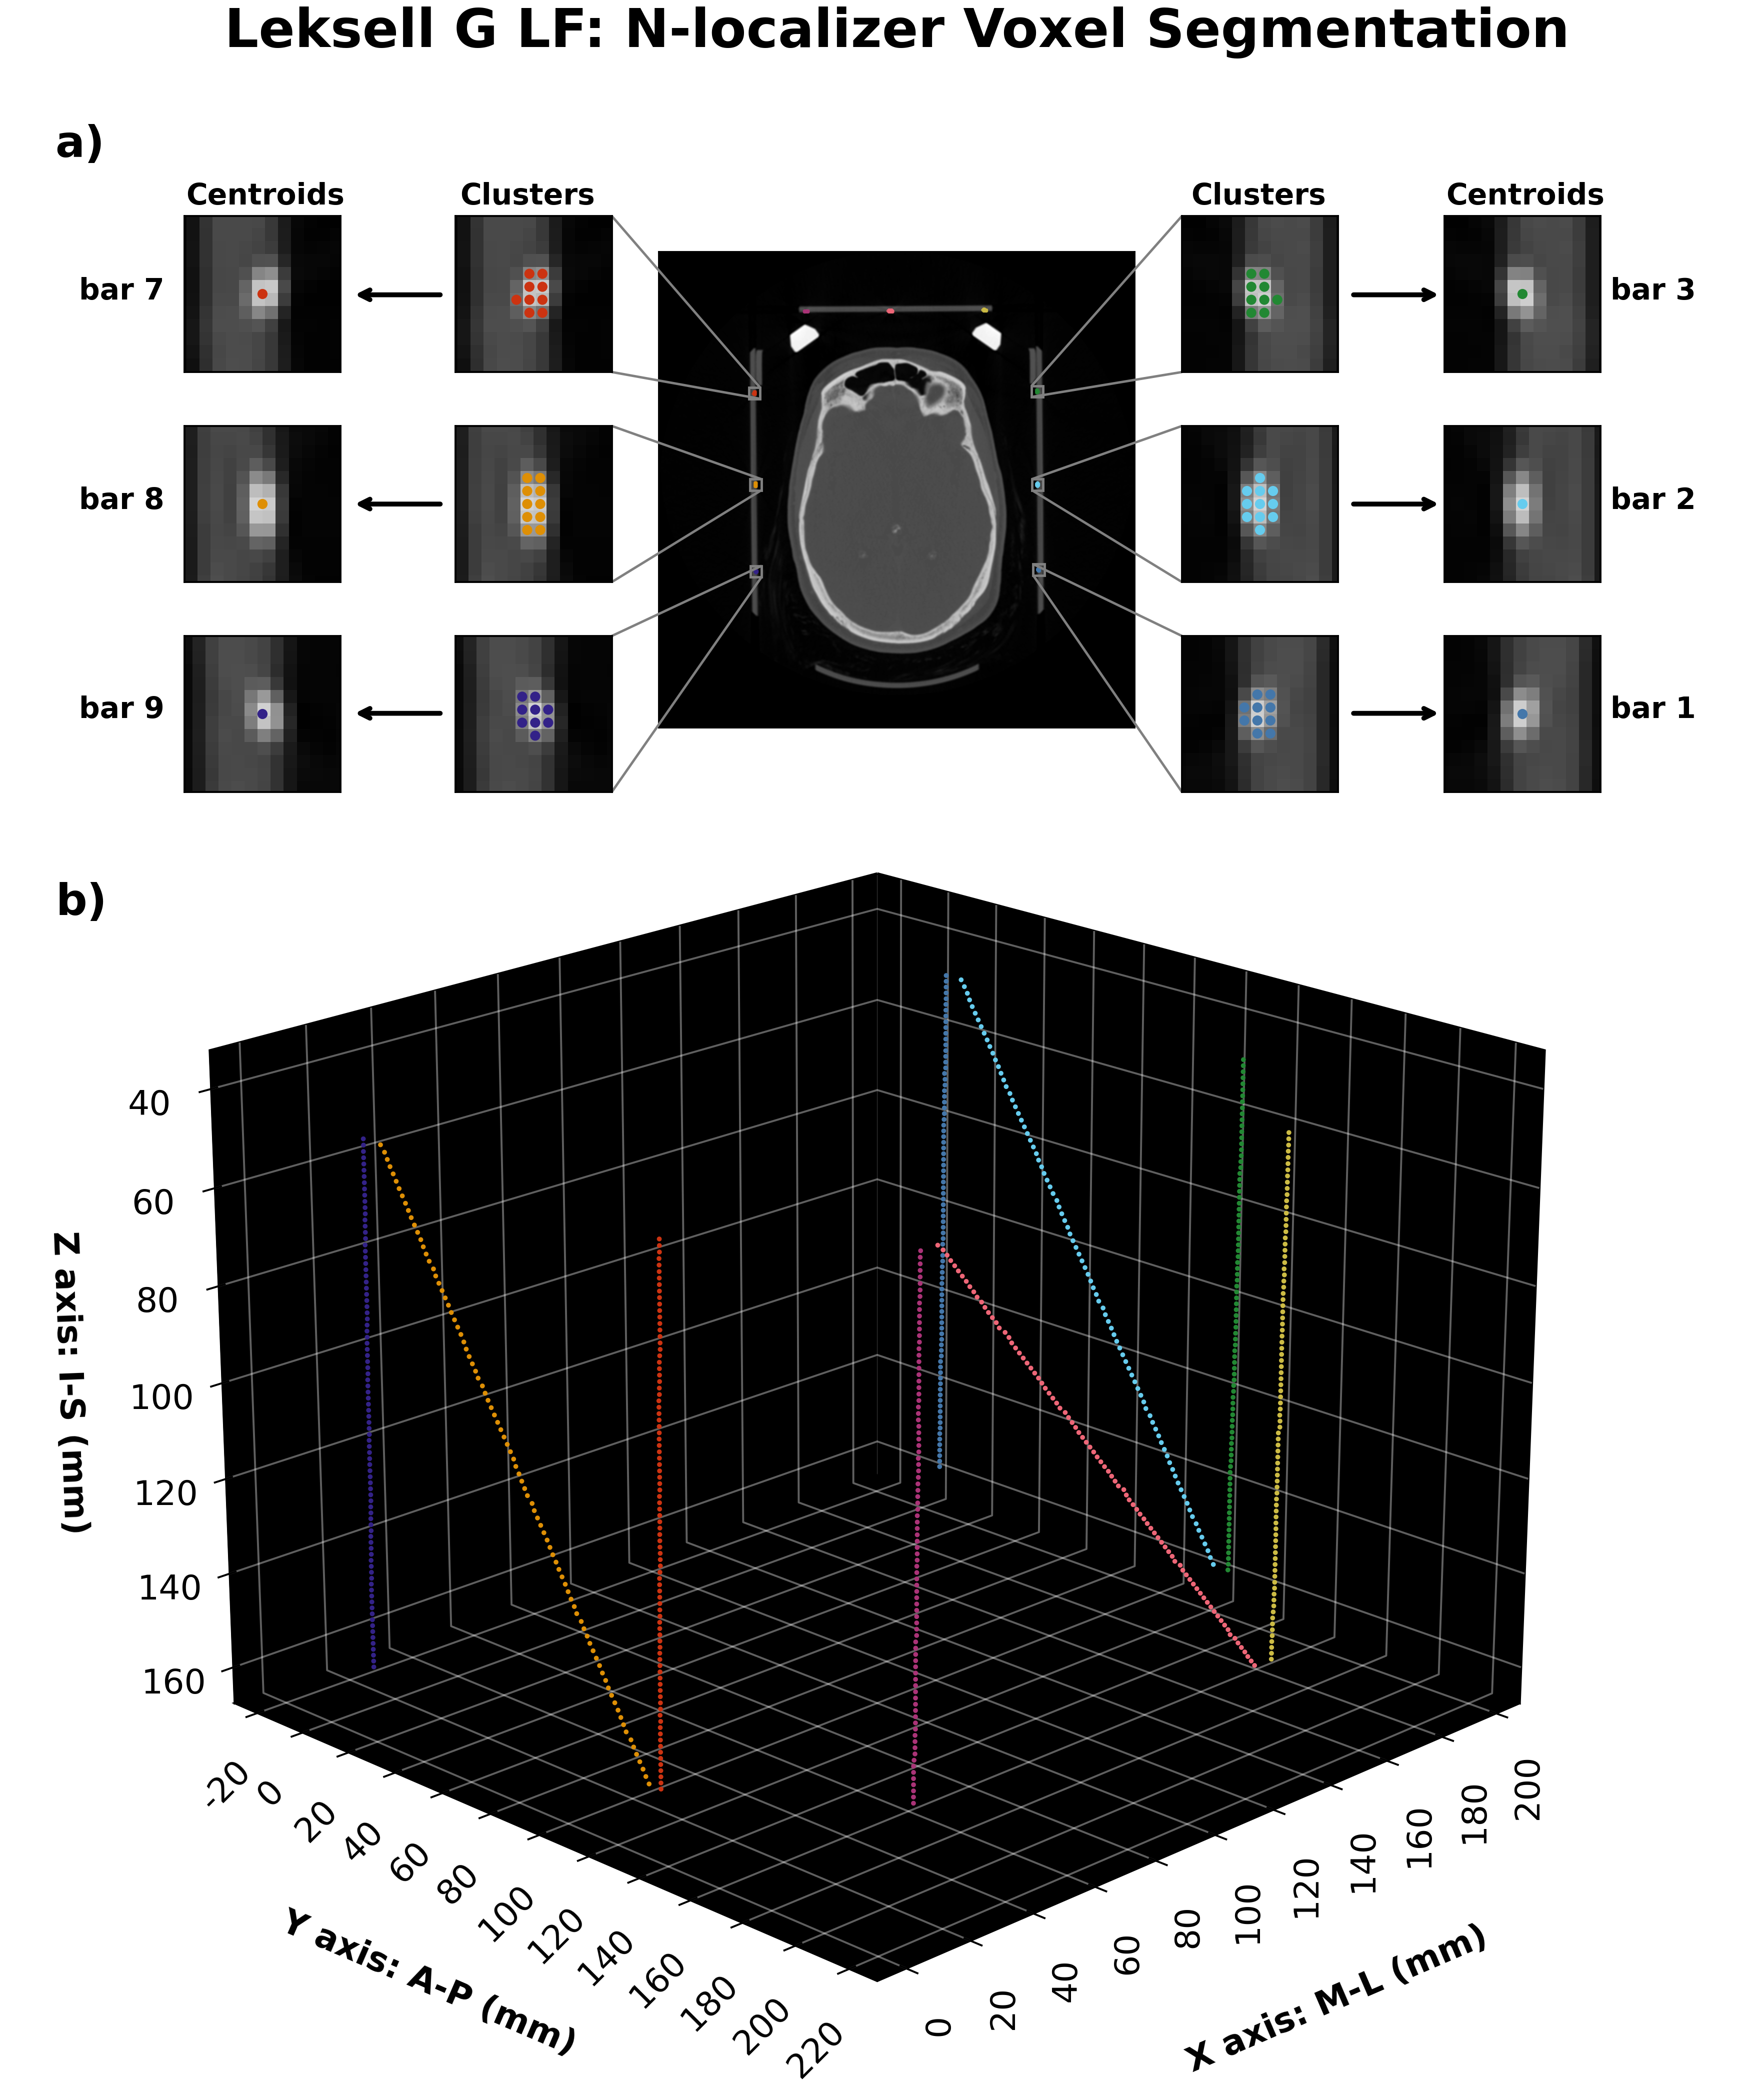 Leksell G LF: N-localizer Voxel Segmentation
a)
Centroids
Clusters
Clusters
Centroids
bar 7
bar 3
bar 8
bar 2
bar 9
bar 1
b)
40
60
80
100
120
140
160
Z axis: I-S (mm)
-20
0
20
40
60
80
100
120
140
160
180
200
220
Y axis: A-P (mm)
0
20
40
60
80
100
120
140
160
180
200
X axis: M-L (mm)